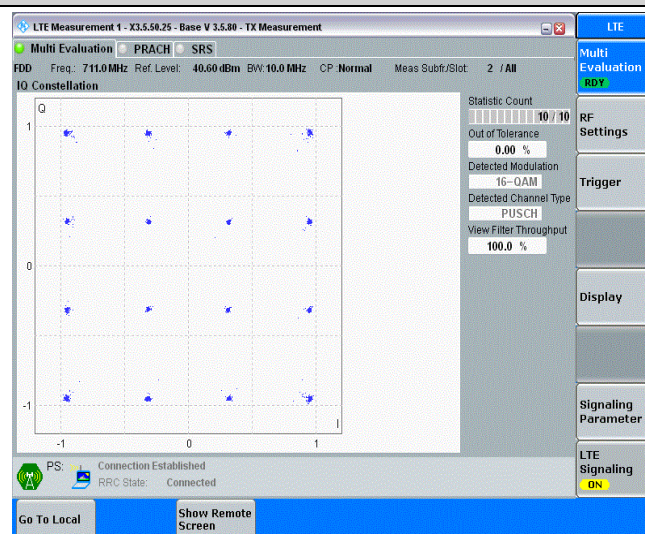 LTE Measurement 1 - X3.5.50.25 - Base V 3.5.80 - TX Measurement
LTE
Multi Evaluation PRACH SRS
Multi
Evaluation
RDY
FDD Freq.: 711.0 MHz Ref. Level: 40.60 dBm BW: 10.0 MHz CP :Normal Meas Subfr./Slot: 2 / All
IQ Constellation
Q
1
0
-1
-1 0 1
I
Statistic Count
10 / 10
Out of Tolerance
0.00 %
Detected Modulation
16-QAM
Detected Channel Type
PUSCH
View Filter Throughput
100.0 %
RF
Settings
Trigger
Display
Signaling
Parameter
LTE
Signaling
ON
PS: Connection Established
RRC State: Connected
Go To Local
Show Remote
Screen